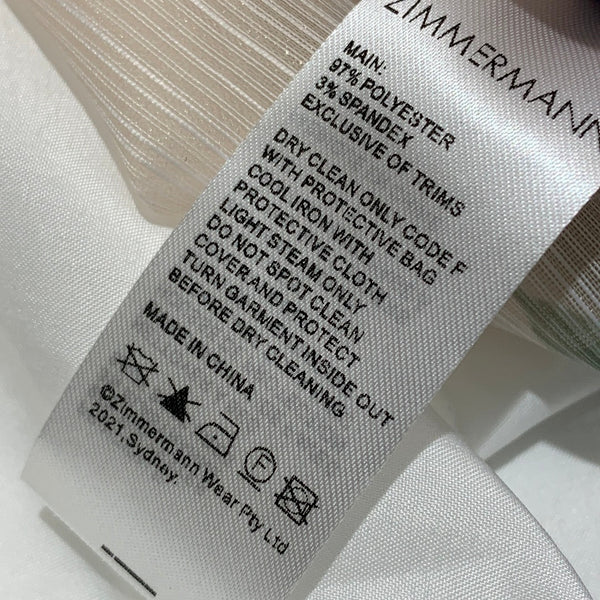 ZIMMERMANN
MAIN:
97% POLYESTER
3% SPANDEX
EXCLUSIVE OF TRIMS
DRY CLEAN ONLY CODE F
WITH PROTECTIVE BAG
COOL IRON WITH
PROTECTIVE CLOTH
LIGHT STEAM ONLY
DO NOT SPOT CLEAN
COVER AND PROTECT
TURN GARMENT INSIDE OUT
BEFORE DRY CLEANING
MADE IN CHINA
F
©Zimmermann Wear Pty Ltd
2021, Sydney.